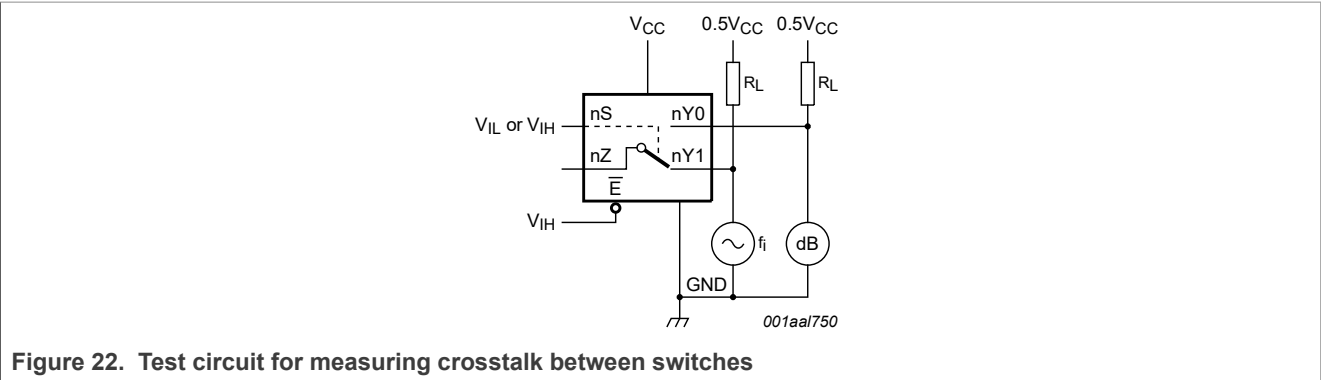 VCC 0.5VCC 0.5VCC
RL RL
nS nY0
VIL or VIH
nZ nY1
E
VIH
fi dB
GND
001aal750
Figure 22. Test circuit for measuring crosstalk between switches